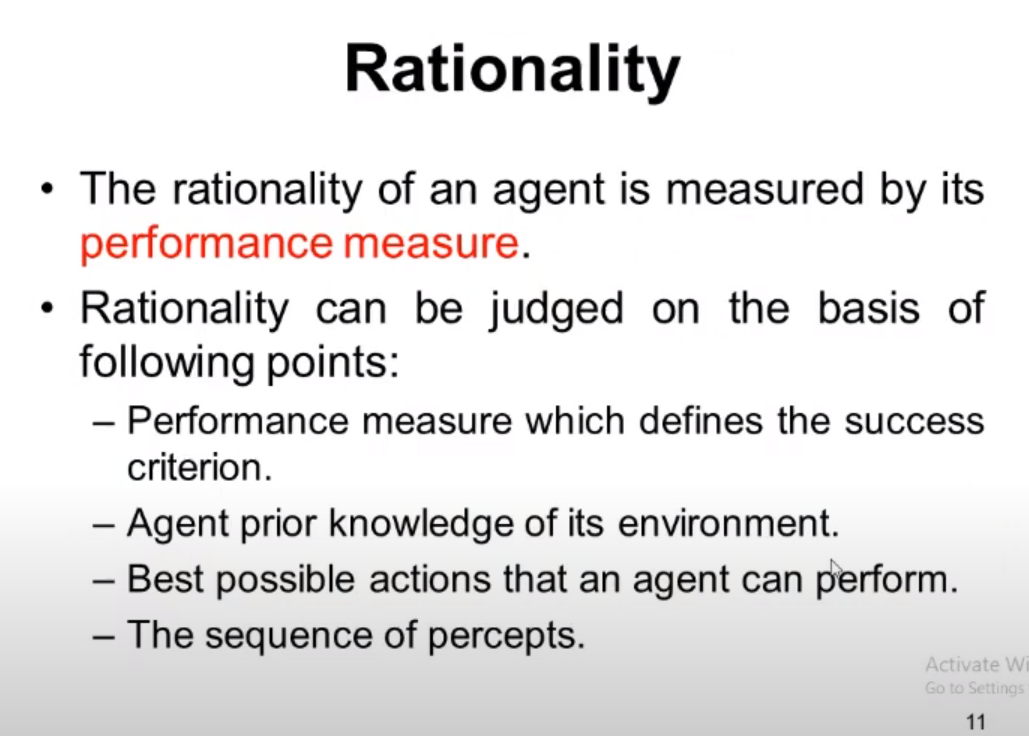 Rationality
• The rationality of an agent is measured by its
performance measure.
• Rationality can be judged on the basis of
following points:
– Performance measure which defines the success
criterion.
– Agent prior knowledge of its environment.
– Best possible actions that an agent can perform.
– The sequence of percepts.
Activate Wi
Go to Settings
11